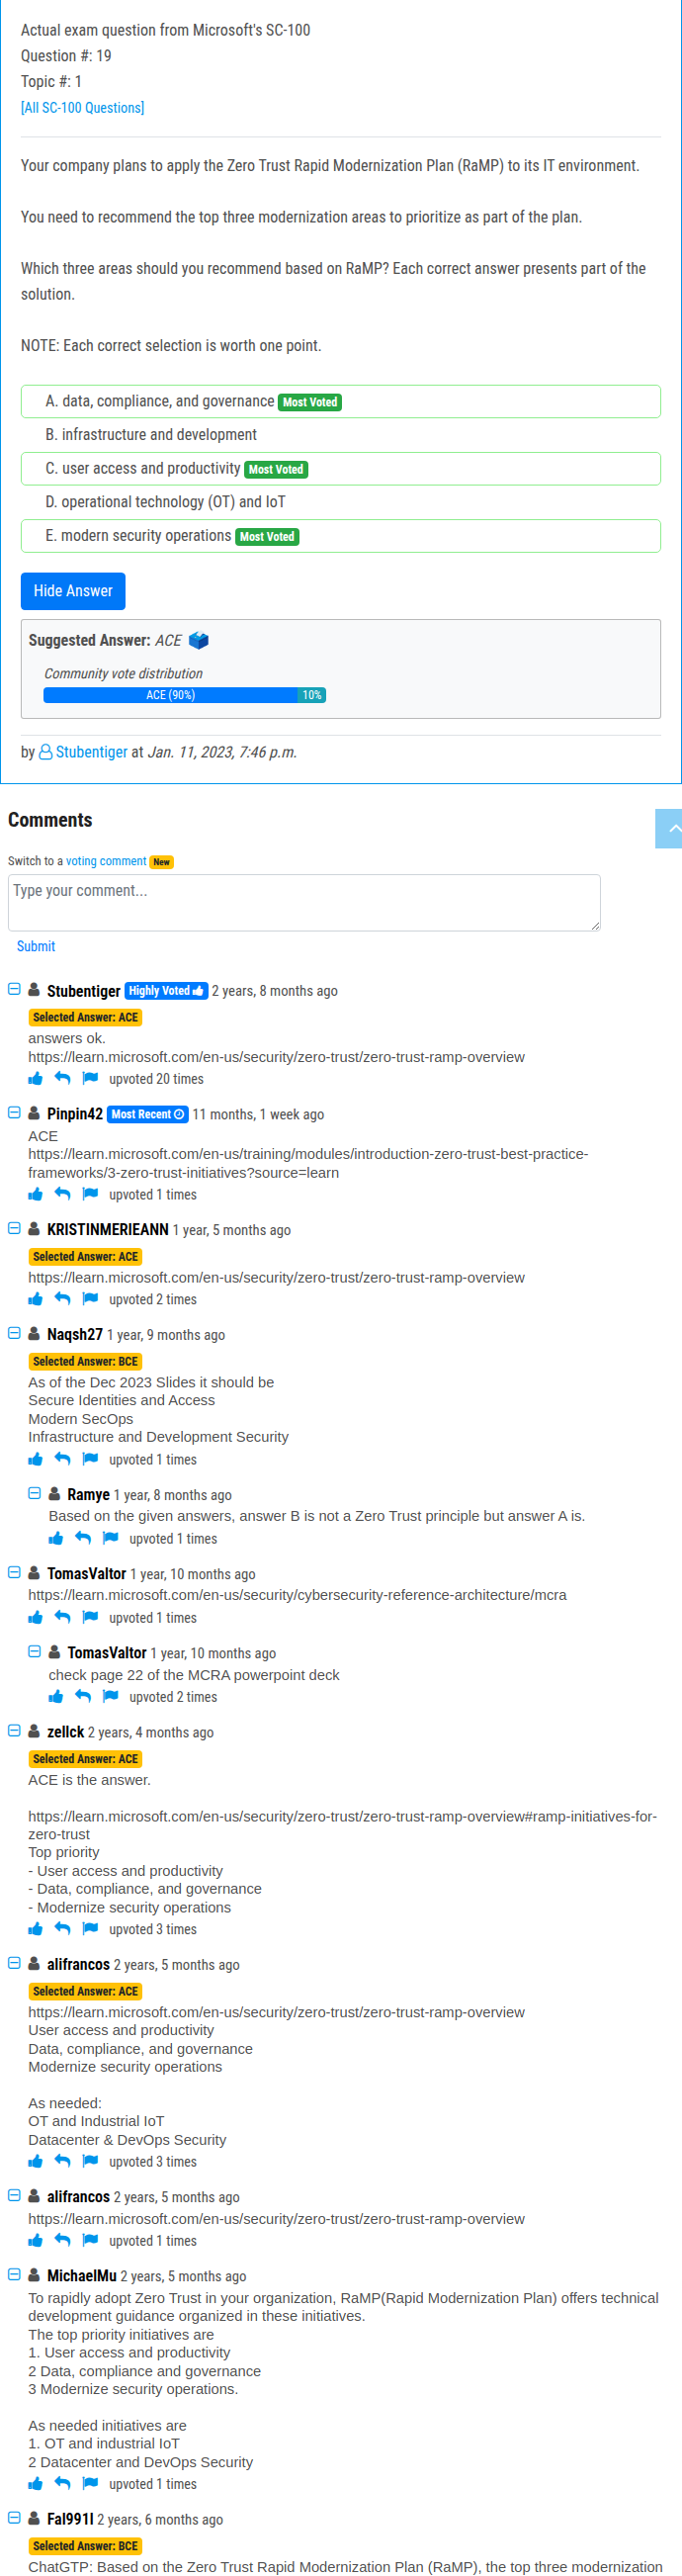 Actual exam question from Microsoft's SC-100
Question #: 19
Topic #: 1
[All SC-100 Questions]
Your company plans to apply the Zero Trust Rapid Modernization Plan (RaMP) to its IT environment.
You need to recommend the top three modernization areas to prioritize as part of the plan.
Which three areas should you recommend based on RaMP? Each correct answer presents part of the
solution.
NOTE: Each correct selection is worth one point.
A. data, compliance, and governance Most Voted
B. infrastructure and development
C. user access and productivity Most Voted
D. operational technology (OT) and IoT
E. modern security operations Most Voted
Hide Answer
Suggested Answer: ACE
Community vote distribution
ACE (90%) 10%
by Stubentiger at Jan. 11, 2023, 7:46 p.m.
Comments
Switch to a voting comment New
Type your comment...
Submit
Stubentiger Highly Voted 2 years, 8 months ago
Selected Answer: ACE
answers ok.
https://learn.microsoft.com/en-us/security/zero-trust/zero-trust-ramp-overview
upvoted 20 times
Pinpin42 Most Recent 11 months, 1 week ago
ACE
https://learn.microsoft.com/en-us/training/modules/introduction-zero-trust-best-practice-
frameworks/3-zero-trust-initiatives?source=learn
upvoted 1 times
KRISTINMERIEANN 1 year, 5 months ago
Selected Answer: ACE
https://learn.microsoft.com/en-us/security/zero-trust/zero-trust-ramp-overview
upvoted 2 times
Naqsh27 1 year, 9 months ago
Selected Answer: BCE
As of the Dec 2023 Slides it should be
Secure Identities and Access
Modern SecOps
Infrastructure and Development Security
upvoted 1 times
Ramye 1 year, 8 months ago
Based on the given answers, answer B is not a Zero Trust principle but answer A is.
upvoted 1 times
TomasValtor 1 year, 10 months ago
https://learn.microsoft.com/en-us/security/cybersecurity-reference-architecture/mcra
upvoted 1 times
TomasValtor 1 year, 10 months ago
check page 22 of the MCRA powerpoint deck
upvoted 2 times
zellck 2 years, 4 months ago
Selected Answer: ACE
ACE is the answer.
https://learn.microsoft.com/en-us/security/zero-trust/zero-trust-ramp-overview#ramp-initiatives-for-
zero-trust
Top priority
- User access and productivity
- Data, compliance, and governance
- Modernize security operations
upvoted 3 times
alifrancos 2 years, 5 months ago
Selected Answer: ACE
https://learn.microsoft.com/en-us/security/zero-trust/zero-trust-ramp-overview
User access and productivity
Data, compliance, and governance
Modernize security operations
As needed:
OT and Industrial IoT
Datacenter & DevOps Security
upvoted 3 times
alifrancos 2 years, 5 months ago
https://learn.microsoft.com/en-us/security/zero-trust/zero-trust-ramp-overview
upvoted 1 times
MichaelMu 2 years, 5 months ago
To rapidly adopt Zero Trust in your organization, RaMP(Rapid Modernization Plan) offers technical
development guidance organized in these initiatives.
The top priority initiatives are
1. User access and productivity
2 Data, compliance and governance
3 Modernize security operations.
As needed initiatives are
1. OT and industrial IoT
2 Datacenter and DevOps Security
upvoted 1 times
Fal991l 2 years, 6 months ago
Selected Answer: BCE
ChatGTP: Based on the Zero Trust Rapid Modernization Plan (RaMP), the top three modernization